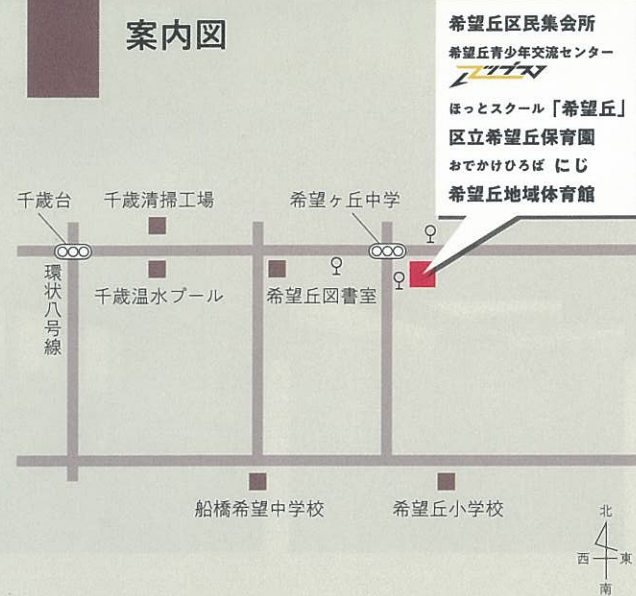 案内図
希望丘区民集会所
希望丘青少年交流センター
アップス
ほっとスクール「希望丘」
区立希望丘保育園
おでかけひろば にじ
希望丘地域体育館
千歳台
千歳清掃工場
希望ヶ丘中学
環状八号線
千歳温水プール
希望丘図書室
船橋希望中学校
希望丘小学校
北
西
東
南